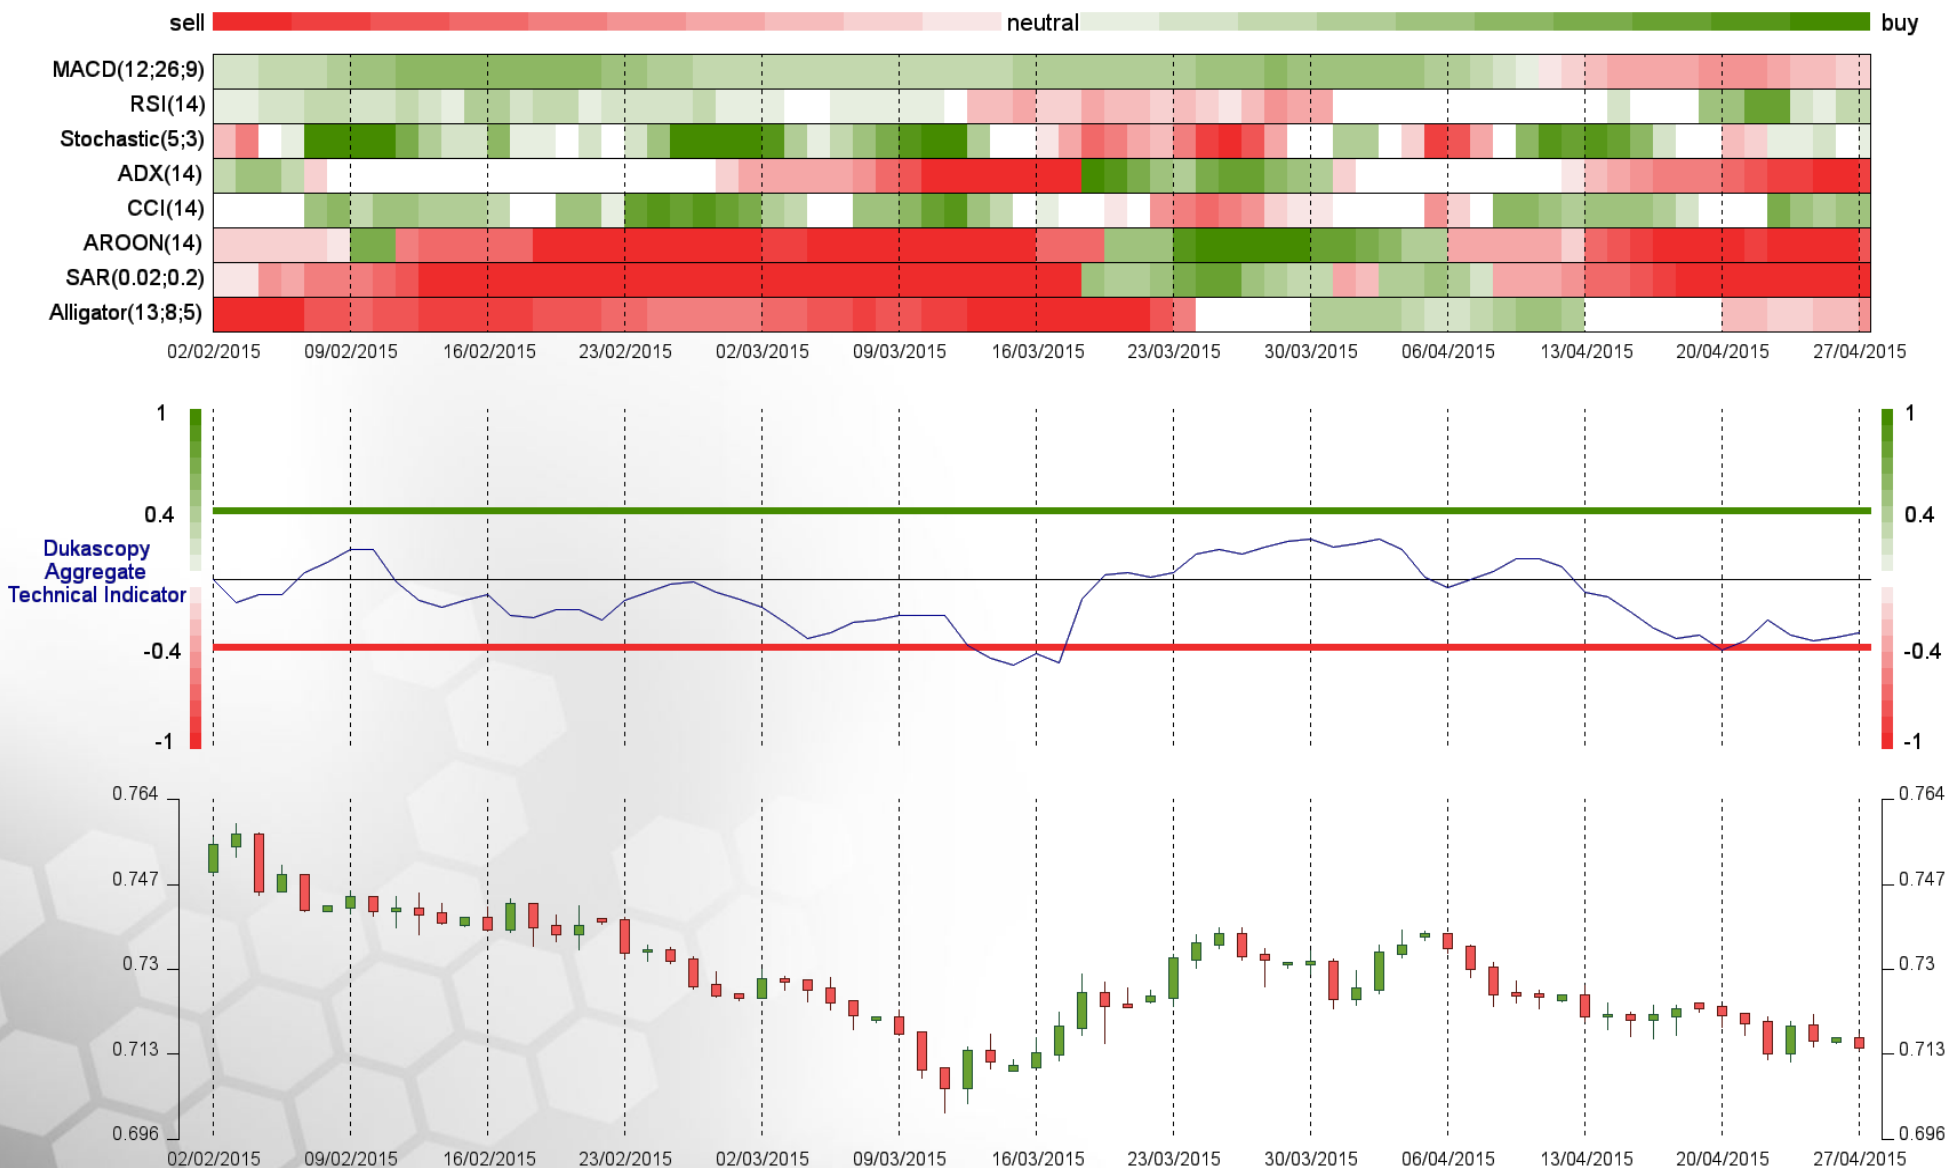 sell neutral buy
MACD(12;26;9)
RSI(14)
Stochastic(5;3)
ADX(14)
CCI(14)
AROON(14)
SAR(0.02;0.2)
Alligator(13;8;5)
02/02/2015 09/02/2015 16/02/2015 23/02/2015 02/03/2015 09/03/2015 16/03/2015 23/03/2015 30/03/2015 06/04/2015 13/04/2015 20/04/2015 27/04/2015
1 1
0.4 0.4
Dukascopy
Aggregate
Technical Indicator
-0.4 -0.4
-1 -1
0.764 0.764
0.747 0.747
0.73 0.73
0.713 0.713
0.696 0.696
02/02/2015 09/02/2015 16/02/2015 23/02/2015 02/03/2015 09/03/2015 16/03/2015 23/03/2015 30/03/2015 06/04/2015 13/04/2015 20/04/2015 27/04/2015